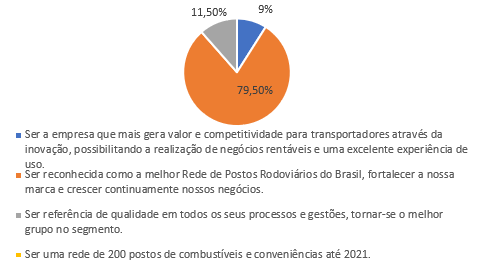 11,50%
9%
79,50%
Ser a empresa que mais gera valor e competitividade para transportadores através da
inovação, possibilitando a realização de negócios rentáveis e uma excelente experiência de
uso.
Ser reconhecida como a melhor Rede de Postos Rodoviários do Brasil, fortalecer a nossa
marca e crescer continuamente nossos negócios.
Ser referência de qualidade em todos os seus processos e gestões, tornar-se o melhor
grupo no segmento.
Ser uma rede de 200 postos de combustíveis e conveniências até 2021.